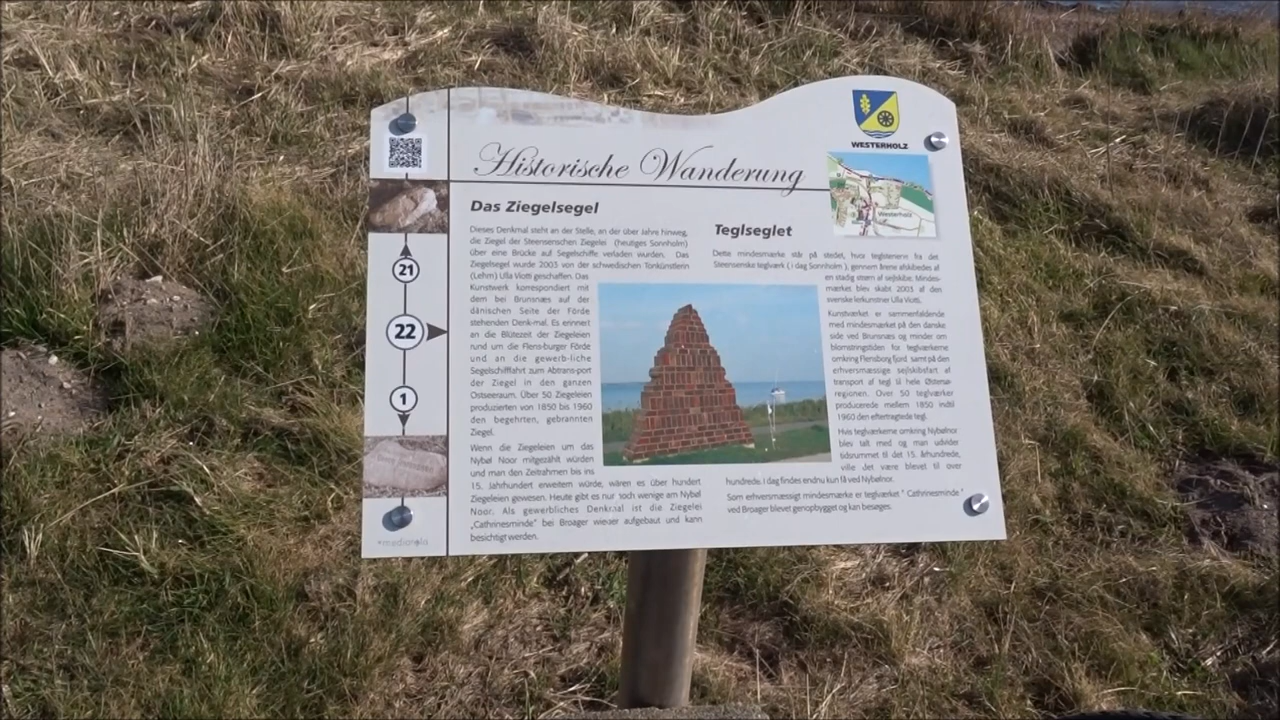 WESTERHOLZ
Historische Wanderung
Westerholz
21
22
1
Das Ziegelsegel
Dieses Denkmal steht an der Stelle, an der über Jahre hinweg,
die Ziegel der Steensenschen Ziegelei (heutiges Sonnholm)
über eine Brücke auf Segelschiffe verladen wurden. Das
Ziegelsegel wurde 2003 von der schwedischen Tonkünstlerin
(Lehm) Ulla Viotti geschaffen. Das
Kunstwerk korrespondiert mit
dem bei Brunsnæs auf der
dänischen Seite der Förde
stehenden Denk-mal. Es erinnert
an die Blütezeit der Ziegeleien
rund um die Flens-burger Förde
und an die gewerb-liche
Segelschifffahrt zum Abtrans-port
der Ziegel in den ganzen
Ostseeraum. Über 50 Ziegeleien
produzierten von 1850 bis 1960
den begehrten, gebrannten
Ziegel.
Wenn die Ziegeleien um das
Nybøl Noor mitgezählt würden
und man den Zeitrahmen bis ins
15. Jahrhundert erweitern würde, wären es über hundert
Ziegeleien gewesen. Heute gibt es nur noch wenige am Nybøl
Noor. Als gewerbliches Denkmal ist die Ziegelei
„Cathrinesminde" bei Broager wieder aufgebaut und kann
besichtigt werden.
Teglseglet
Dette mindesmærke står på stedet, hvor teglstenene fra det
Steensenske teglværk ( i dag Sonnholm ), gennem årene afskibedes af
en stadig strøm af sejlskibe. Mindes-
mærket blev skabt 2003 af den
svenske lerkunstner Ulla Viotti.
Kunstværket er sammenfaldende
med mindesmærket på den danske
side ved Brunsnæs og minder om
blomstringstiden for teglværkerne
omkring Flensborg fjord samt på den
erhversmæssige sejlskibsfart af
transport af tegl til hele Østersø-
regionen. Over 50 teglværker
producerede mellem 1850 indtil
1960 den eftertragtede tegl.
Hvis teglværkerne omkring Nybølnor
blev talt med og man udvider
tidsrummet til det 15. århundrede,
ville det være blevet til over
hundrede. I dag findes endnu kun få ved Nybølnor.
Som erhversmæssigt mindesmærke er teglværket " Cathrinesminde "
ved Broager blevet genopbygget og kan besøges.